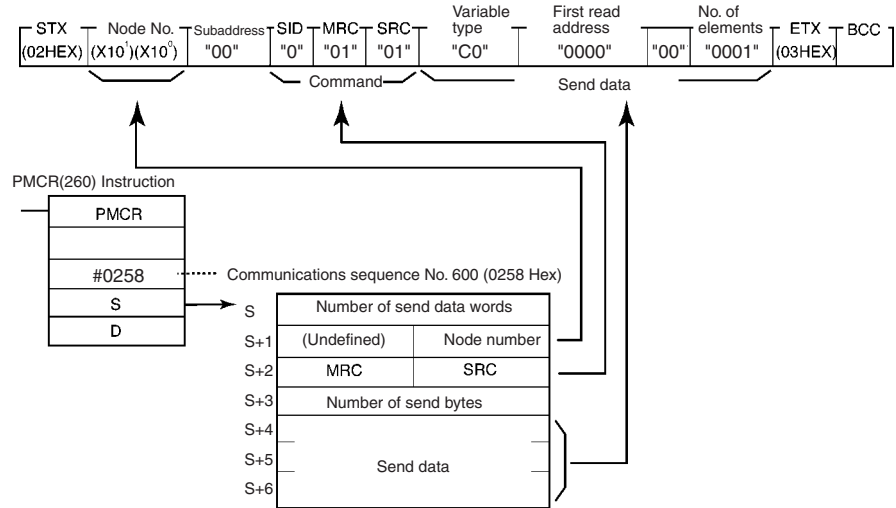 STX Node No. Subaddress SID MRC SRC Variable type First read address No. of elements ETX BCC
(02HEX) (X10¹)(X10⁰) "00" "0" "01" "01" "C0" "0000" "00" "0001" (03HEX)
Command Send data
PMCR(260) Instruction
PMCR
#0258 Communications sequence No. 600 (0258 Hex)
S
D
S Number of send data words
S+1 (Undefined) Node number
S+2 MRC SRC
S+3 Number of send bytes
S+4
S+5 Send data
S+6